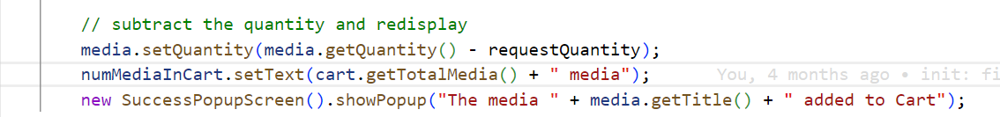 // subtract the quantity and redisplay
media.setQuantity(media.getQuantity() - requestQuantity);
numMediaInCart.setText(cart.getTotalMedia() + " media"); You, 4 months ago • init: fi
new SuccessPopupScreen().showPopup("The media " + media.getTitle() + " added to Cart");